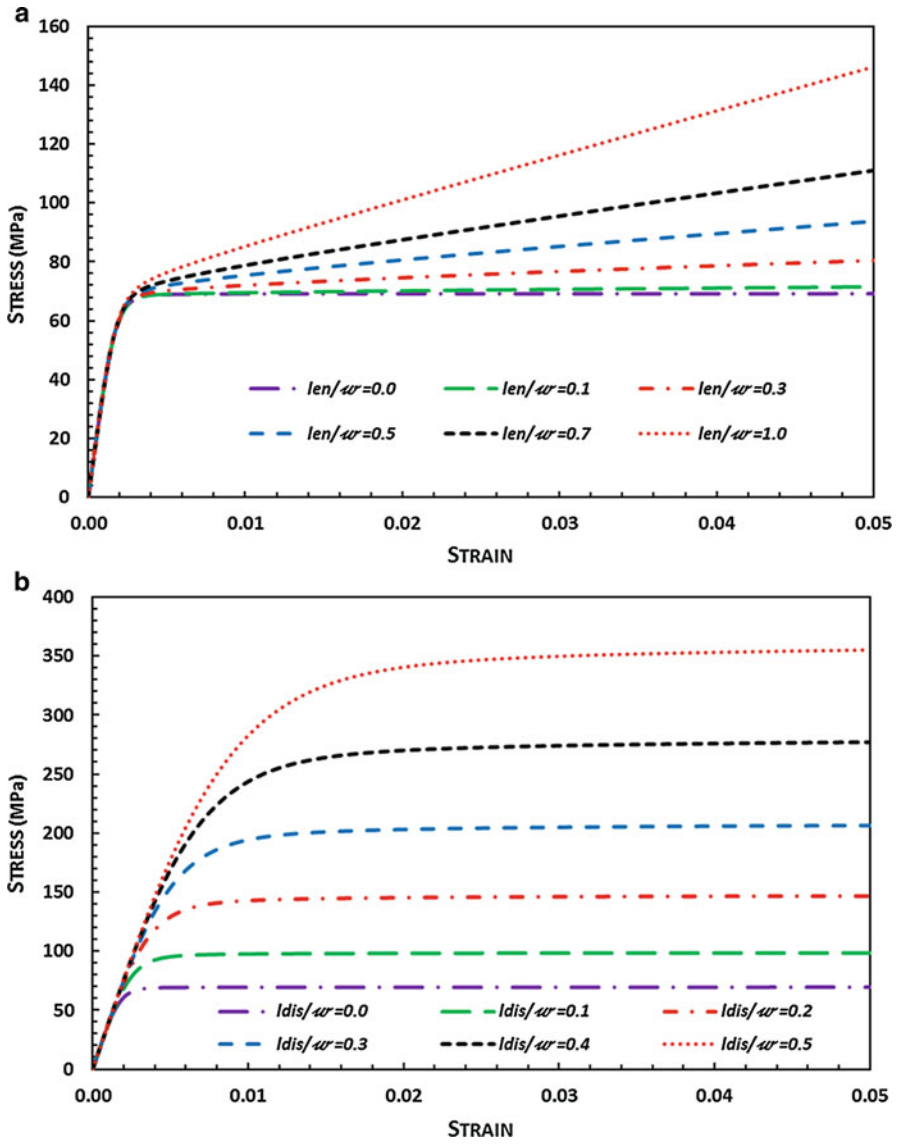 a
160
140
120
100
80
60
40
20
0
STRESS (MPa)
len/w=0.0 len/w=0.1 len/w=0.3
len/w=0.5 len/w=0.7 len/w=1.0
0.00 0.01 0.02 0.03 0.04 0.05
STRAIN
b
400
350
300
250
200
150
100
50
0
STRESS (MPa)
ldis/w=0.0 ldis/w=0.1 ldis/w=0.2
ldis/w=0.3 ldis/w=0.4 ldis/w=0.5
0.00 0.01 0.02 0.03 0.04 0.05
STRAIN